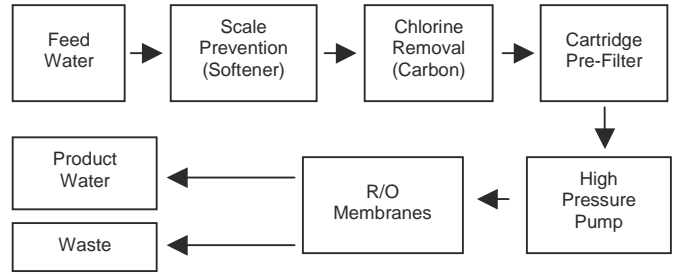 Feed
Water
Scale
Prevention
(Softener)
Chlorine
Removal
(Carbon)
Cartridge
Pre-Filter
High
Pressure
Pump
R/O
Membranes
Product
Water
Waste